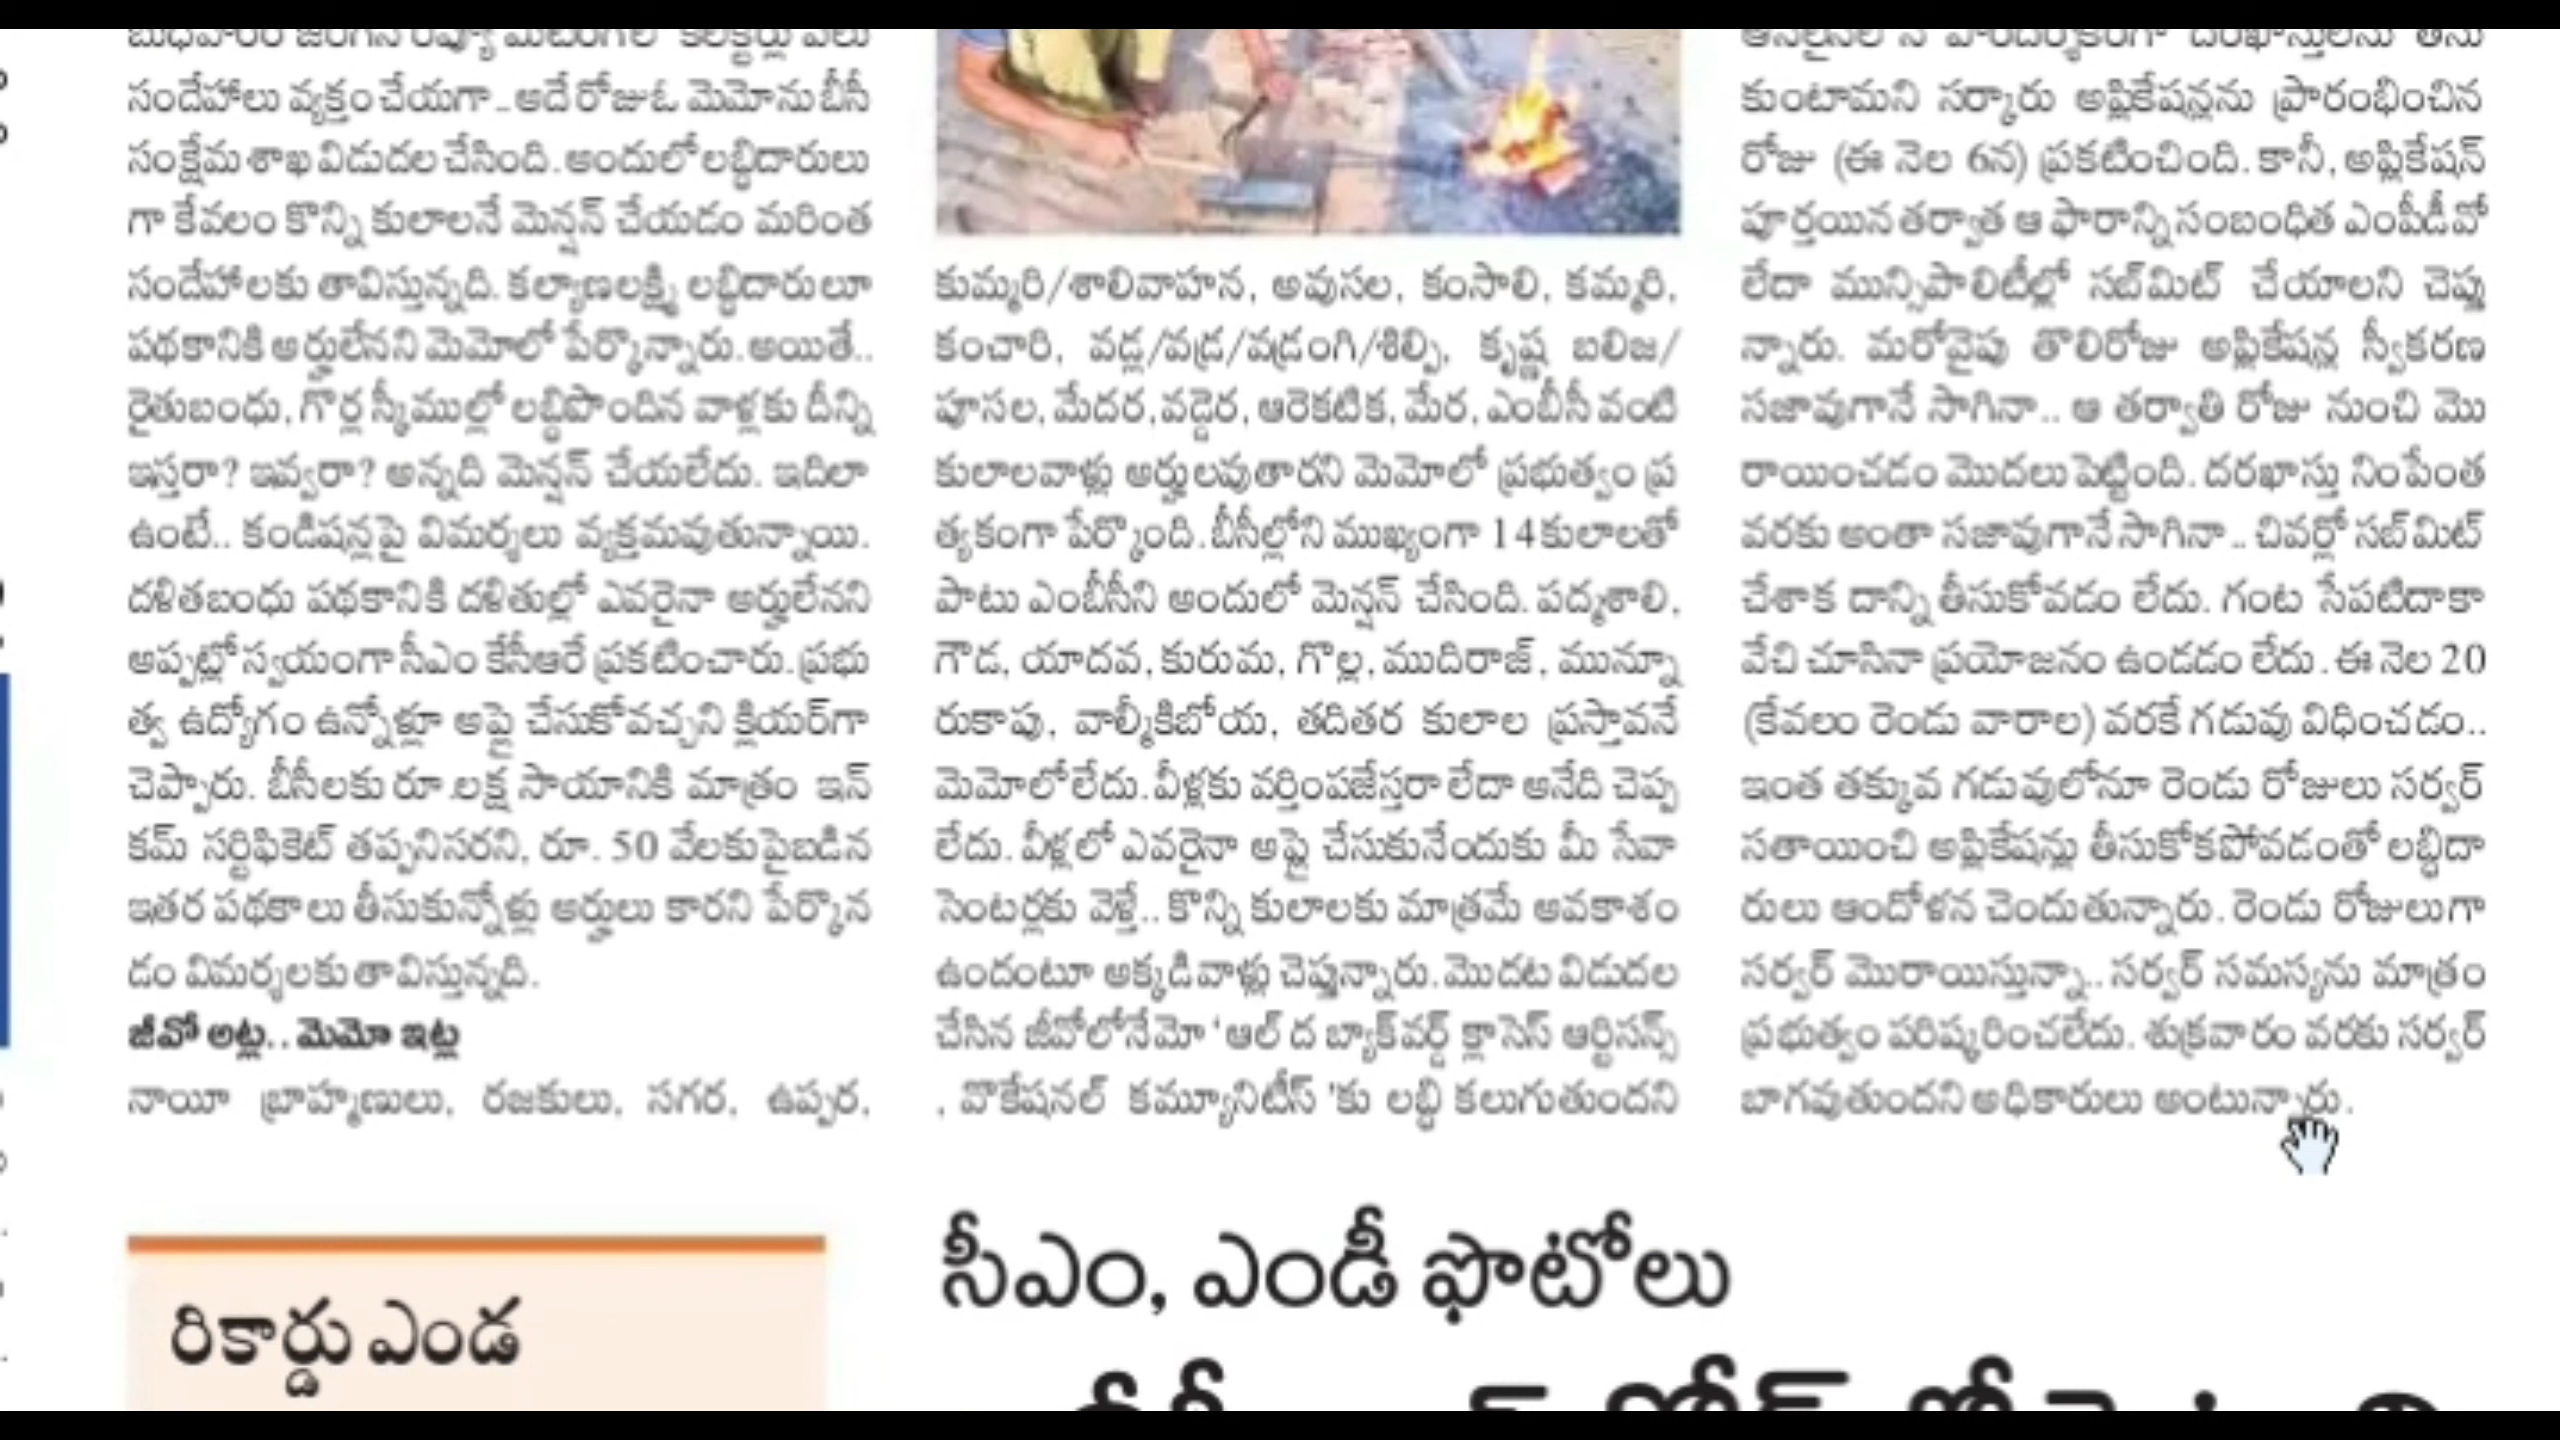 సందేహాలు వ్యక్తం చేయగా.. అదే రోజు ఓ మెమోను బీసీ
సంక్షేమ శాఖ విడుదల చేసింది. అందులో లబ్ధిదారులు
గా కేవలం కొన్ని కులాలనే మెన్షన్ చేయడం మరింత
సందేహాలకు తావిస్తున్నది. కల్యాణలక్ష్మి లబ్ధిదారులూ
పథకానికి అర్హులేనని మెమోలో పేర్కొన్నారు. అయితే..
రైతుబంధు, గొర్ల స్కీముల్లో లబ్ధిపొందిన వాళ్లకు దీన్ని
ఇస్తరా? ఇవ్వరా? అన్నది మెన్షన్ చేయలేదు. ఇదిలా
ఉంటే.. కండిషన్లపై విమర్శలు వ్యక్తమవుతున్నాయి.
దళితబంధు పథకానికి దళితుల్లో ఎవరైనా అర్హులేనని
అప్పట్లో స్వయంగా సీఎం కేసీఆరే ప్రకటించారు. ప్రభు
త్వ ఉద్యోగం ఉన్నోళ్లూ అప్లై చేసుకోవచ్చని క్లియర్‌గా
చెప్పారు. బీసీలకు రూ.లక్ష సాయానికి మాత్రం ఇన్
కమ్ సర్టిఫికెట్ తప్పనిసరని, రూ. 50 వేలకుపైబడిన
ఇతర పథకాలు తీసుకున్నోళ్లు అర్హులు కారని పేర్కొన
డం విమర్శలకు తావిస్తున్నది.
జీవో అట్ల.. మెమో ఇట్ల
నాయీ బ్రాహ్మణులు, రజకులు, సగర, ఉప్పర,
కుమ్మరి/శాలివాహన, అవుసల, కంసాలి, కమ్మరి,
కంచారి, వడ్ల/వడ్ర/వడ్రంగి/శిల్పి, కృష్ణ బలిజ/
పూసల, మేదర, వడ్డెర, ఆరెకటిక, మేర, ఎంబీసీ వంటి
కులాలవాళ్లు అర్హులవుతారని మెమోలో ప్రభుత్వం ప్ర
త్యకంగా పేర్కొంది. బీసీల్లోని ముఖ్యంగా 14 కులాలతో
పాటు ఎంబీసీని అందులో మెన్షన్ చేసింది. పద్మశాలి,
గౌడ, యాదవ, కురుమ, గొల్ల, ముదిరాజ్, మున్నూ
రుకాపు, వాల్మీకిబోయ, తదితర కులాల ప్రస్తావనే
మెమోలో లేదు. వీళ్లకు వర్తింపజేస్తరా లేదా అనేది చెప్ప
లేదు. వీళ్లలో ఎవరైనా అప్లై చేసుకునేందుకు మీ సేవా
సెంటర్లకు వెళ్తే.. కొన్ని కులాలకు మాత్రమే అవకాశం
ఉందంటూ అక్కడివాళ్లు చెప్తున్నారు. మొదట విడుదల
చేసిన జీవోలోనేమో 'ఆల్ ద బ్యాక్‌వర్డ్ క్లాసెస్ ఆర్టిసన్స్
, వొకేషనల్ కమ్యూనిటీస్ 'కు లబ్ధి కలుగుతుందని
ఆన్‌లైన్‌లో నే పారదర్శకంగా దరఖాస్తులను తీసు
కుంటామని సర్కారు అప్లికేషన్లను ప్రారంభించిన
రోజు (ఈ నెల 6న) ప్రకటించింది. కానీ, అప్లికేషన్
పూర్తయిన తర్వాత ఆ ఫారాన్ని సంబంధిత ఎంపీడీవో
లేదా మున్సిపాలిటీల్లో సబ్‌మిట్ చేయాలని చెప్తు
న్నారు. మరోవైపు తొలిరోజు అప్లికేషన్ల స్వీకరణ
సజావుగానే సాగినా.. ఆ తర్వాతి రోజు నుంచి మొ
రాయించడం మొదలుపెట్టింది. దరఖాస్తు నింపేంత
వరకు అంతా సజావుగానే సాగినా.. చివర్లో సబ్‌మిట్
చేశాక దాన్ని తీసుకోవడం లేదు. గంట సేపటిదాకా
వేచి చూసినా ప్రయోజనం ఉండడం లేదు. ఈ నెల 20
(కేవలం రెండు వారాల) వరకే గడువు విధించడం..
ఇంత తక్కువ గడువులోనూ రెండు రోజులు సర్వర్
సతాయించి అప్లికేషన్లు తీసుకోకపోవడంతో లబ్ధిదా
రులు ఆందోళన చెందుతున్నారు. రెండు రోజులుగా
సర్వర్ మొరాయిస్తున్నా.. సర్వర్ సమస్యను మాత్రం
ప్రభుత్వం పరిష్కరించలేదు. శుక్రవారం వరకు సర్వర్
బాగవుతుందని అధికారులు అంటున్నారు.
రికార్డు ఎండ
సీఎం, ఎండీ ఫొటోలు